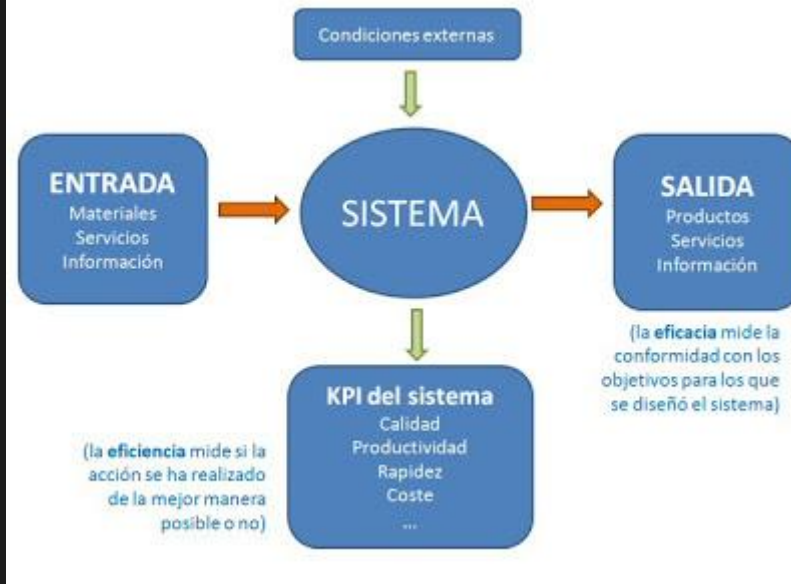 Condiciones externas
ENTRADA
Materiales
Servicios
Información
SISTEMA
SALIDA
Productos
Servicios
Información
(la eficacia mide la
conformidad con los
objetivos para los que
se diseñó el sistema)
KPI del sistema
Calidad
Productividad
Rapidez
Coste
...
(la eficiencia mide si la
acción se ha realizado
de la mejor manera
posible o no)